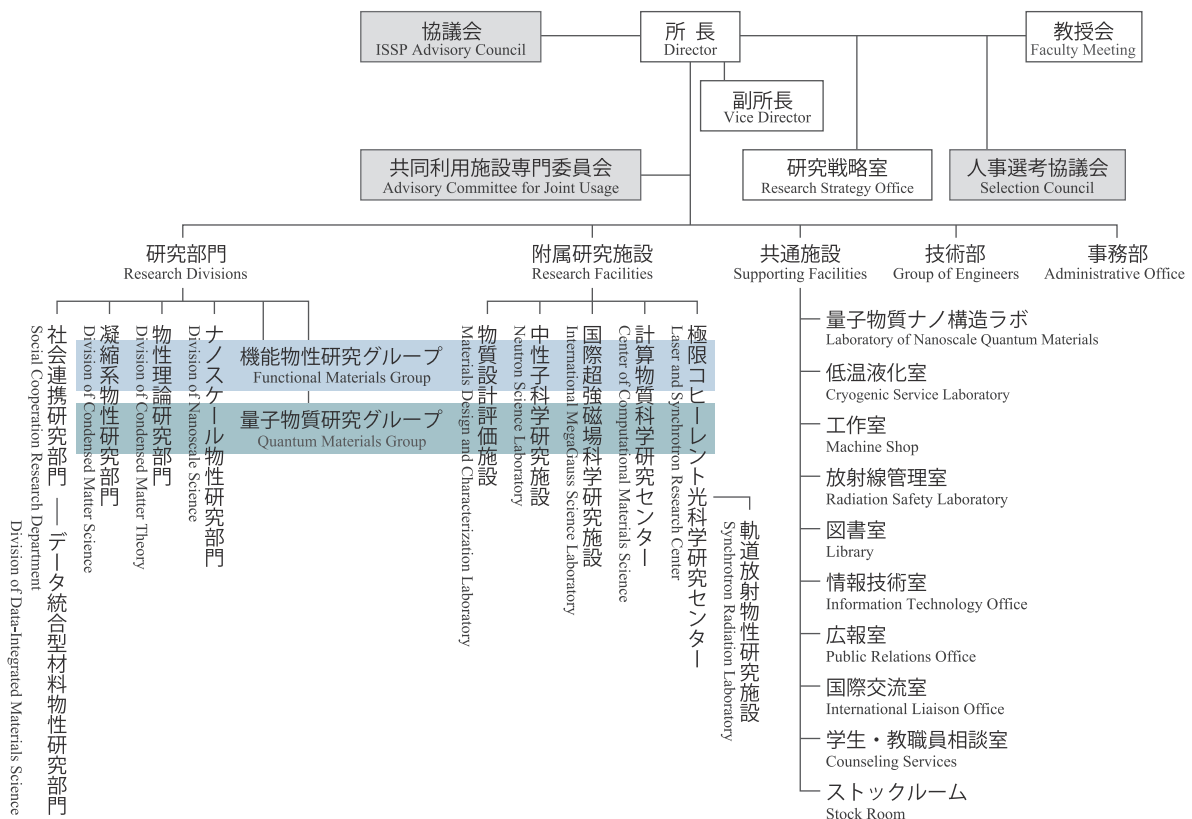 協議会
ISSP Advisory Council
所 長
Director
教授会
Faculty Meeting
副所長
Vice Director
共同利用施設専門委員会
Advisory Committee for Joint Usage
研究戦略室
Research Strategy Office
人事選考協議会
Selection Council
研究部門
Research Divisions
附属研究施設
Research Facilities
共通施設
Supporting Facilities
技術部
Group of Engineers
事務部
Administrative Office
社会連携研究部門
Social Cooperation Research Department
データ統合型材料物性研究部門
Division of Data-Integrated Materials Science
凝縮系物性研究部門
Division of Condensed Matter Science
物性理論研究部門
Division of Condensed Matter Theory
ナノスケール物性研究部門
Division of Nanoscale Science
機能物性研究グループ
Functional Materials Group
量子物質研究グループ
Quantum Materials Group
物質設計評価施設
Materials Design and Characterization Laboratory
中性子科学研究施設
Neutron Science Laboratory
国際超強磁場科学研究施設
International MegaGauss Science Laboratory
計算物質科学研究センター
Center of Computational Materials Science
極限コヒーレント光科学研究センター
Laser and Synchrotron Research Center
軌道放射物性研究施設
Synchrotron Radiation Laboratory
量子物質ナノ構造ラボ
Laboratory of Nanoscale Quantum Materials
低温液化室
Cryogenic Service Laboratory
工作室
Machine Shop
放射線管理室
Radiation Safety Laboratory
図書室
Library
情報技術室
Information Technology Office
広報室
Public Relations Office
国際交流室
International Liaison Office
学生・教職員相談室
Counseling Services
ストックルーム
Stock Room